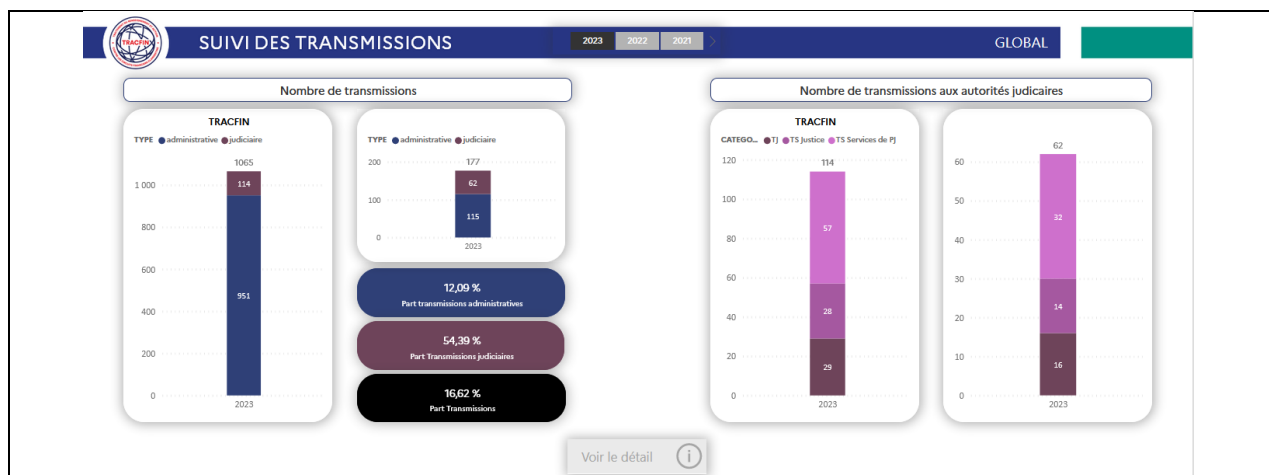 TRACFIN
SUIVI DES TRANSMISSIONS
2023 2022 2021
GLOBAL
Nombre de transmissions
TRACFIN
TYPE administrative judiciaire
1065
114
951
1 000
800
600
400
200
0
2023
TYPE administrative judiciaire
177
62
115
200
100
0
2023
12,09 %
Part transmissions administratives
54,39 %
Part Transmissions judiciaires
16,62 %
Part Transmissions
Nombre de transmissions aux autorités judicaires
TRACFIN
CATEGO... TJ TS Justice TS Services de PJ
114
57
28
29
120
100
80
60
40
20
0
2023
62
32
14
16
60
50
40
30
20
10
0
2023
Voir le détail i